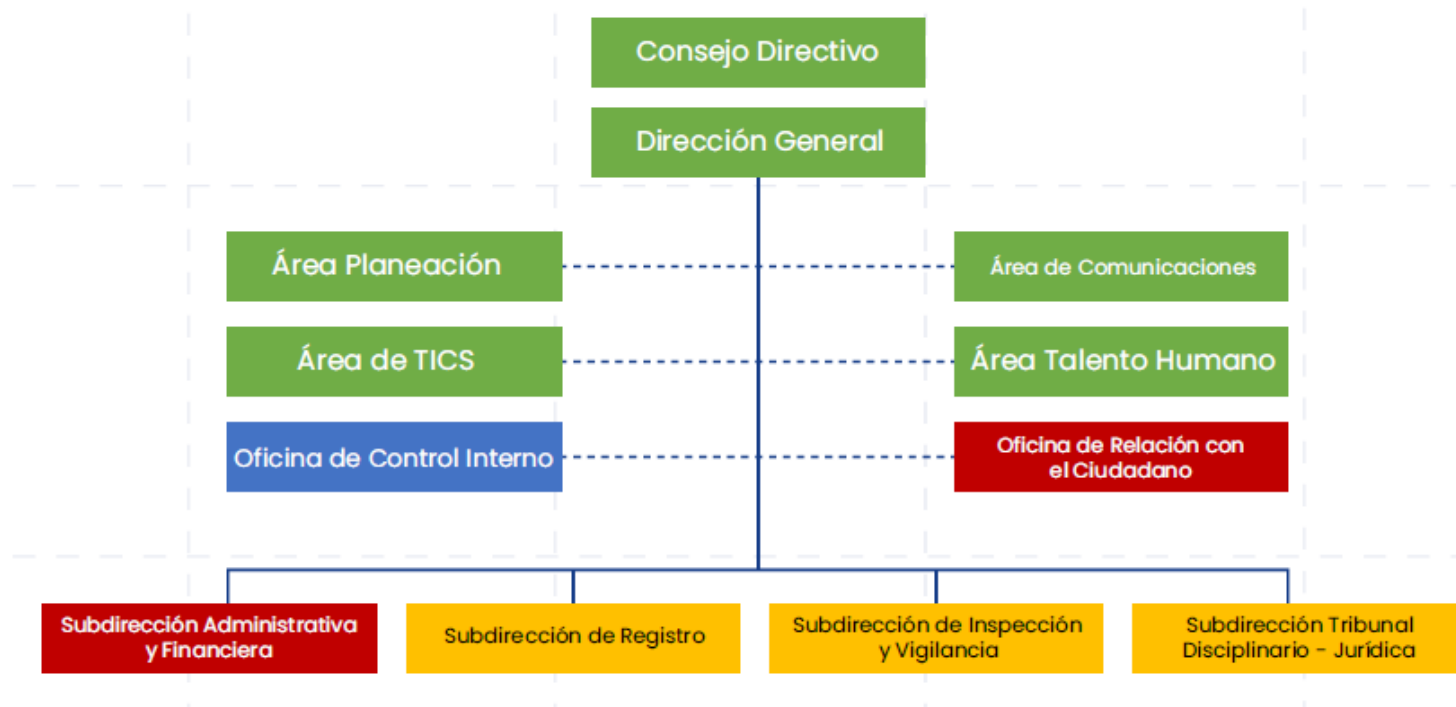 Consejo Directivo
Dirección General
Área Planeación
Área de Comunicaciones
Área de TICS
Área Talento Humano
Oficina de Control Interno
Oficina de Relación con
el Ciudadano
Subdirección Administrativa
y Financiera
Subdirección de Registro
Subdirección de Inspección
y Vigilancia
Subdirección Tribunal
Disciplinario - Jurídica